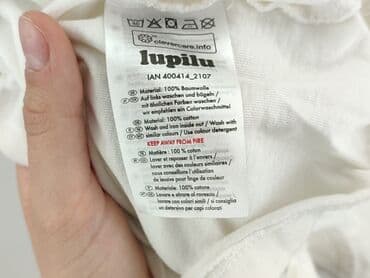 clevercare.info
lupilu
IAN 400414_2107
Material: 100% Baumwolle
Auf links waschen und bügeln /
mit ähnlichen Farben waschen /
wir empfehlen ein Colorwaschmittel
Material: 100% cotton
Wash and iron inside out / Wash with
similar colours / Use colour detergent
KEEP AWAY FROM FIRE
Matière: 100 % coton
Laver et repasser à l'envers /
laver avec des couleurs similaires /
nous conseillons l'utilisation
de lessive pour linge de couleur
Materiale: 100% cotone
Lavare e stirare al rovescio /
lavare con colori simili / si consiglia
un detersivo per capi colorati